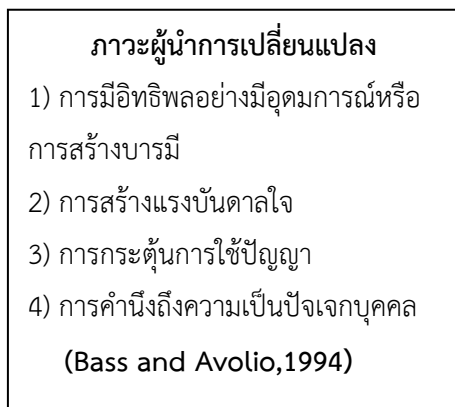 ภาวะผู้นำการเปลี่ยนแปลง
1) การมีอิทธิพลอย่างมีอุดมการณ์หรือ
การสร้างบารมี
2) การสร้างแรงบันดาลใจ
3) การกระตุ้นการใช้ปัญญา
4) การคำนึงถึงความเป็นปัจเจกบุคคล
(Bass and Avolio,1994)